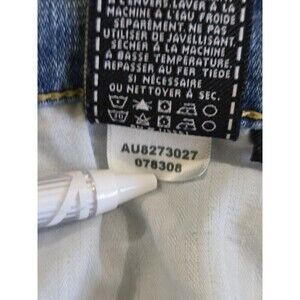 L'ENVERS. LAVER À LA
MACHINE À L'EAU FROIDE
SÉPARÉMENT. NE PAS
UTILISER DE JAVELLISANT.
SÉCHER À LA MACHINE
À BASSE TEMPÉRATURE.
REPASSER AU FER TIÈDE
SI NÉCESSAIRE
OU NETTOYER À SEC.
AU8273027
078308